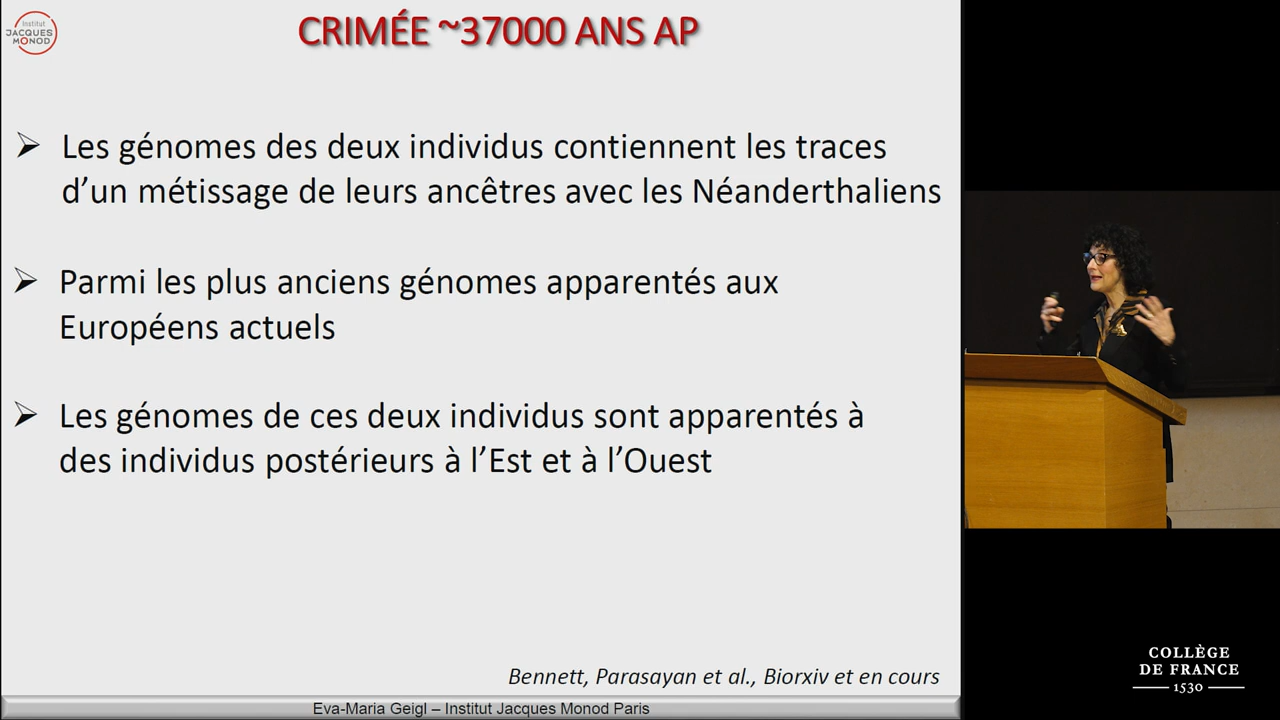 Institut
JACQUES
MONOD
CRIMÉE ~37000 ANS AP
➢ Les génomes des deux individus contiennent les traces
d’un métissage de leurs ancêtres avec les Néanderthaliens
➢ Parmi les plus anciens génomes apparentés aux
Européens actuels
➢ Les génomes de ces deux individus sont apparentés à
des individus postérieurs à l’Est et à l’Ouest
Bennett, Parasayan et al., Biorxiv et en cours
Eva-Maria Geigl – Institut Jacques Monod Paris
COLLÈGE
DE FRANCE
1530